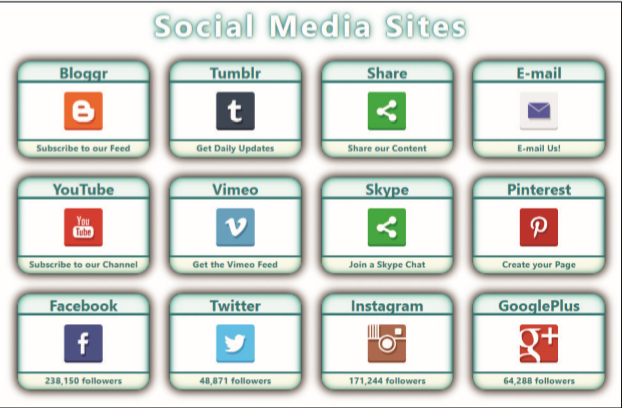 Social Media Sites
Bloggr
Tumblr
Share
E-mail
t
Subscribe to our Feed
Get Daily Updates
Share our Content
E-mail Us!
YouTube
Vimeo
Skype
Pinterest
You
Tube
Subscribe to our Channel
Get the Vimeo Feed
Join a Skype Chat
Create your Page
Facebook
Twitter
Instagram
GooglePlus
f
g+
238,150 followers
48,871 followers
171,244 followers
64,288 followers